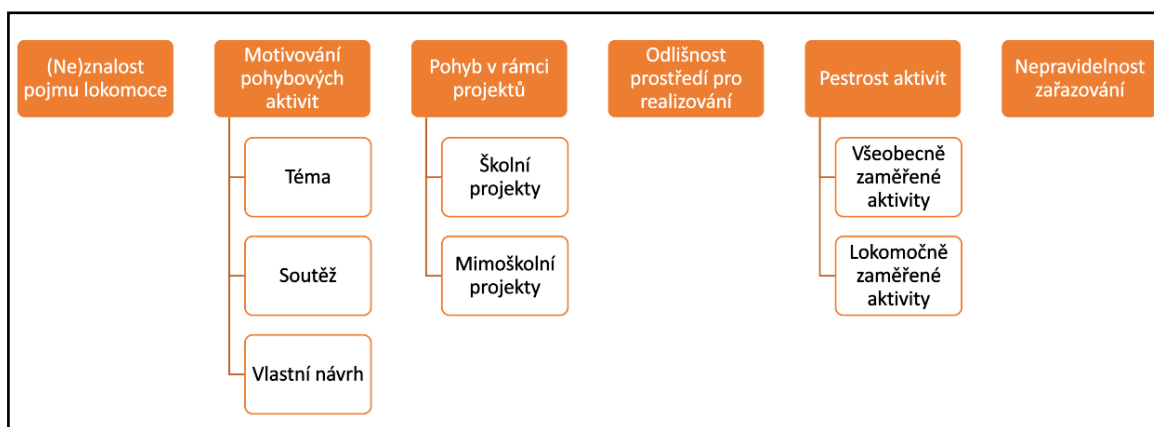 (Ne)znalost
pojmu lokomoce
Motivování
pohybových
aktivit
Téma
Soutěž
Vlastní návrh
Pohyb v rámci
projektů
Školní
projekty
Mimoškolní
projekty
Odlišnost
prostředí pro
realizování
Pestrost aktivit
Všeobecně
zaměřené
aktivity
Lokomočně
zaměřené
aktivity
Nepravidelnost
zařazování